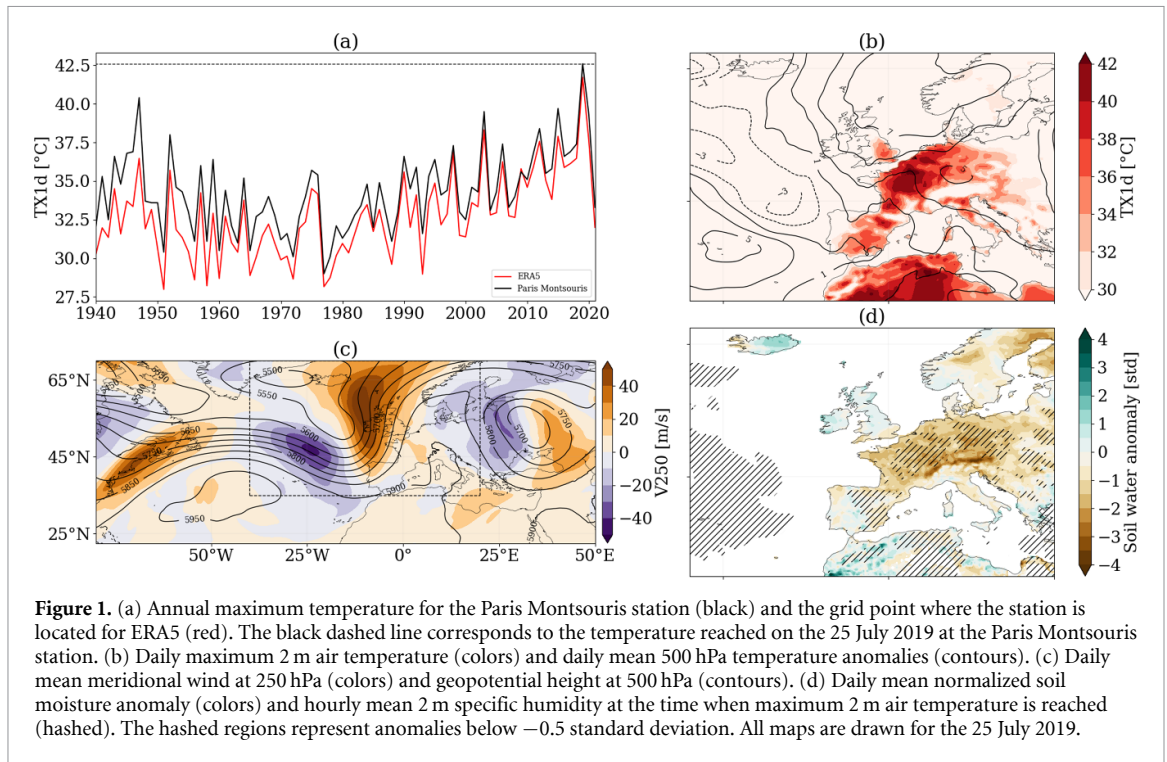 (a)
42.5
40.0
37.5
35.0
32.5
30.0
27.5
TX1d [°C]
ERA5
Paris Montsouris
1940 1950 1960 1970 1980 1990 2000 2010 2020
(b)
42
40
38
36
34
32
30
TX1d [°C]
(c)
65°N
45°N
25°N
50°W 25°W 0° 25°E 50°E
5500
5550
5650
5750
5850
5950
5600
5800
5900
5750
5700
5800
5750
5900
40
20
0
−20
−40
V250 [m/s]
(d)
4
3
2
1
0
−1
−2
−3
−4
Soil water anomaly [std]
Figure 1. (a) Annual maximum temperature for the Paris Montsouris station (black) and the grid point where the station is
located for ERA5 (red). The black dashed line corresponds to the temperature reached on the 25 July 2019 at the Paris Montsouris
station. (b) Daily maximum 2 m air temperature (colors) and daily mean 500 hPa temperature anomalies (contours). (c) Daily
mean meridional wind at 250 hPa (colors) and geopotential height at 500 hPa (contours). (d) Daily mean normalized soil
moisture anomaly (colors) and hourly mean 2 m specific humidity at the time when maximum 2 m air temperature is reached
(hashed). The hashed regions represent anomalies below −0.5 standard deviation. All maps are drawn for the 25 July 2019.